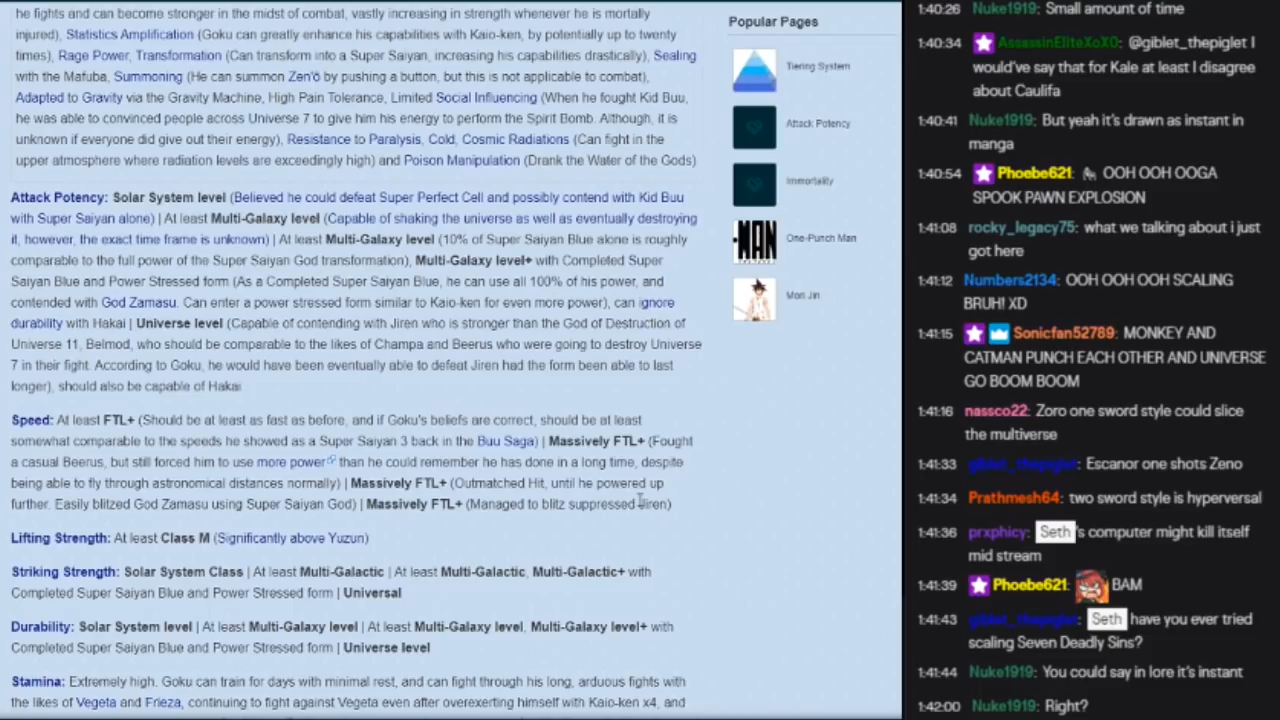 he fights and can become stronger in the midst of combat, vastly increasing in strength whenever he is mortally
injured), Statistics Amplification (Goku can greatly enhance his capabilities with Kaio-ken, by potentially up to twenty
times), Rage Power, Transformation (Can transform into a Super Saiyan, increasing his capabilities drastically), Sealing
with the Mafuba, Summoning (He can summon Zen'ō by pushing a button, but this is not applicable to combat),
Adapted to Gravity via the Gravity Machine, High Pain Tolerance, Limited Social Influencing (When he fought Kid Buu,
he was able to convinced people across Universe 7 to give him his energy to perform the Spirit Bomb. Although, it is
unknown if everyone did give out their energy), Resistance to Paralysis, Cold, Cosmic Radiations (Can fight in the
upper atmosphere where radiation levels are exceedingly high) and Poison Manipulation (Drank the Water of the Gods)
Attack Potency: Solar System level (Believed he could defeat Super Perfect Cell and possibly contend with Kid Buu
with Super Saiyan alone) | At least Multi-Galaxy level (Capable of shaking the universe as well as eventually destroying
it, however, the exact time frame is unknown) | At least Multi-Galaxy level (10% of Super Saiyan Blue alone is roughly
comparable to the full power of the Super Saiyan God transformation), Multi-Galaxy level+ with Completed Super
Saiyan Blue and Power Stressed form (As a Completed Super Saiyan Blue, he can use all 100% of his power, and
contended with God Zamasu. Can enter a power stressed form similar to Kaio-ken for even more power), can ignore
durability with Hakai | Universe level (Capable of contending with Jiren who is stronger than the God of Destruction of
Universe 11, Belmod, who should be comparable to the likes of Champa and Beerus who were going to destroy Universe
7 in their fight. According to Goku, he would have been eventually able to defeat Jiren had the form been able to last
longer), should also be capable of Hakai
Speed: At least FTL+ (Should be at least as fast as before, and if Goku's beliefs are correct, should be at least
somewhat comparable to the speeds he showed as a Super Saiyan 3 back in the Buu Saga) | Massively FTL+ (Fought
a casual Beerus, but still forced him to use more power than he could remember he has done in a long time, despite
being able to fly through astronomical distances normally) | Massively FTL+ (Outmatched Hit, until he powered up
further. Easily blitzed God Zamasu using Super Saiyan God) | Massively FTL+ (Managed to blitz suppressed Jiren)
Lifting Strength: At least Class M (Significantly above Yuzun)
Striking Strength: Solar System Class | At least Multi-Galactic | At least Multi-Galactic, Multi-Galactic+ with
Completed Super Saiyan Blue and Power Stressed form | Universal
Durability: Solar System level | At least Multi-Galaxy level | At least Multi-Galaxy level, Multi-Galaxy level+ with
Completed Super Saiyan Blue and Power Stressed form | Universe level
Stamina: Extremely high. Goku can train for days with minimal rest, and can fight through his long, arduous fights with
the likes of Vegeta and Frieza, continuing to fight against Vegeta even after overexerting himself with Kaio-ken x4, and
Popular Pages
Tiering System
Attack Potency
Immortality
MAN
One-Punch Man
Mori Jin
1:40:26 Nuke1919: Small amount of
time
1:40:34 AssassinEliteXoXO: @giblet_thepiglet I
would've say that for Kale at least I disagree
about Caulifa
1:40:41 Nuke1919: But yeah it's drawn as instant in
manga
1:40:54 Phoebe621: OOH OOH OOGA
SPOOK PAWN EXPLOSION
1:41:08 rocky_legacy75: what we talking about i just
got here
1:41:12 Numbers2134: OOH OOH OOH SCALING
BRUH! XD
1:41:15 Sonicfan52789: MONKEY AND
CATMAN PUNCH EACH OTHER AND UNIVERSE
GO BOOM BOOM
1:41:16 nassco22: Zoro one sword style could slice
the multiverse
1:41:33 giblet_thepiglet: Escanor one shots Zeno
1:41:34 Prathmesh64: two sword style is hyperversal
1:41:36 prxphicy: Seth's computer might kill itself
mid stream
1:41:39 Phoebe621: BAM
1:41:43 giblet_thepiglet: Seth have you ever tried
scaling Seven Deadly Sins?
1:41:44 Nuke1919: You could say in lore it's instant
1:42:00 Nuke1919: Right?